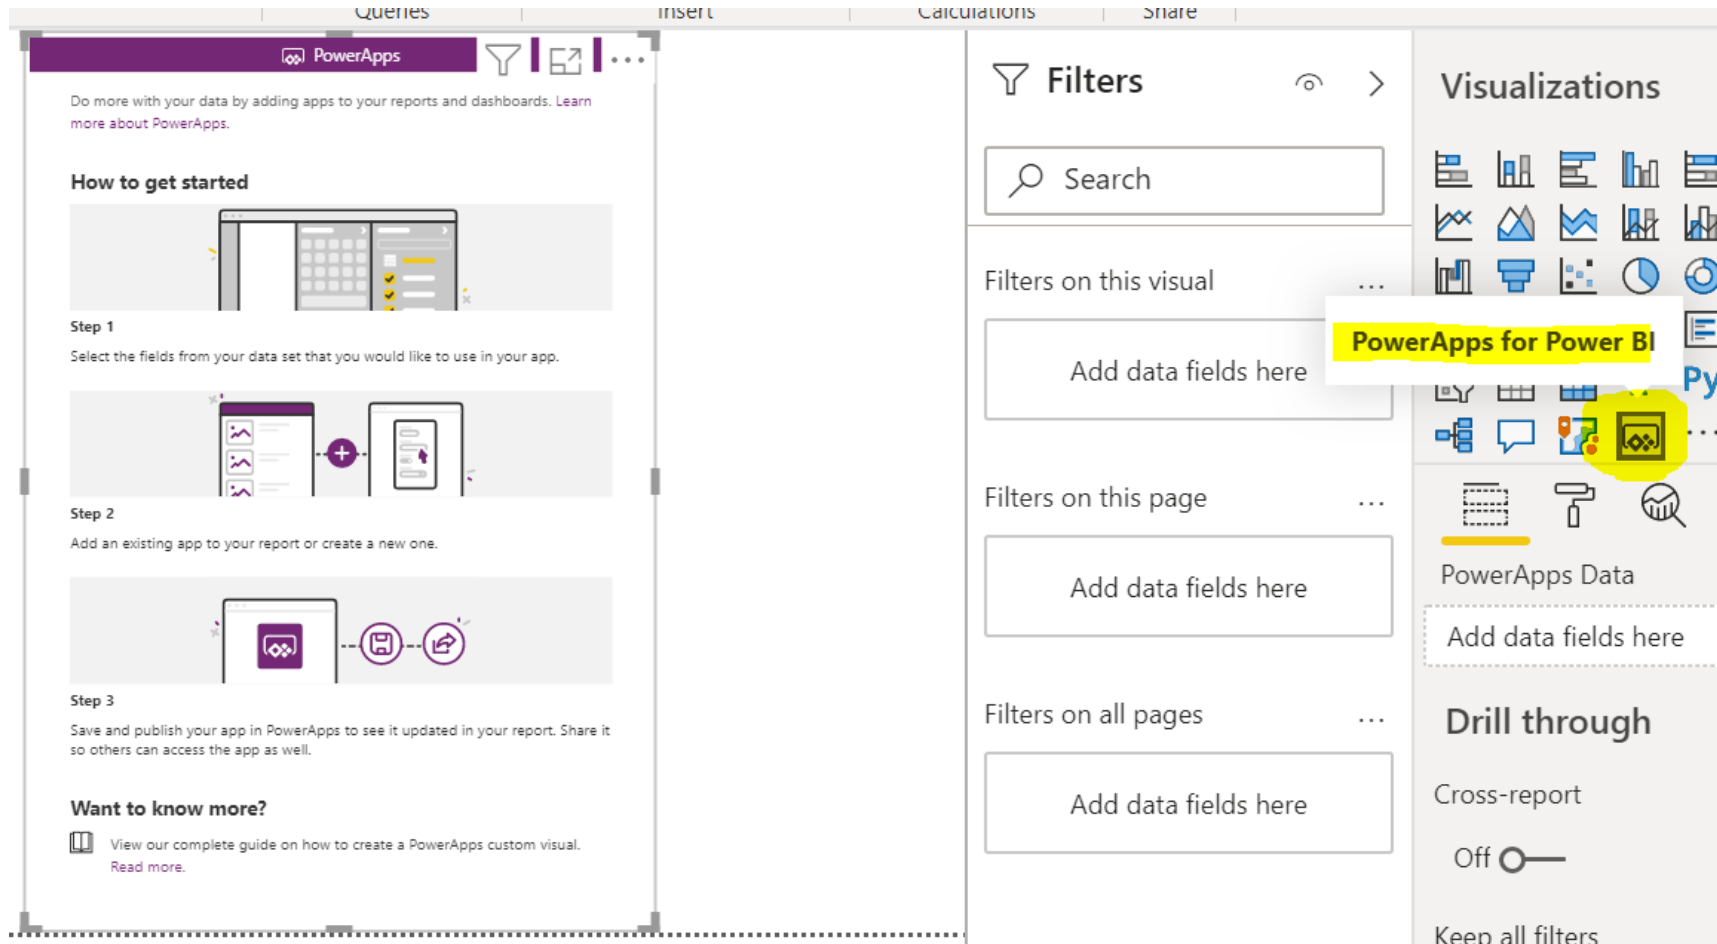 Queries
Insert
Calculations
Share
PowerApps
Do more with your data by adding apps to your reports and dashboards. Learn
more about PowerApps.
How to get started
Step 1
Select the fields from your data set that you would like to use in your app.
Step 2
Add an existing app to your report or create a new one.
Step 3
Save and publish your app in PowerApps to see it updated in your report. Share it
so others can access the app as well.
Want to know more?
View our complete guide on how to create a PowerApps custom visual.
Read more.
Filters
Search
Filters on this visual
...
Add data fields here
Filters on this page
...
Add data fields here
Filters on all pages
...
Add data fields here
Visualizations
PowerApps for Power BI
Py
PowerApps Data
Add data fields here
Drill through
Cross-report
Off
Keep all filters